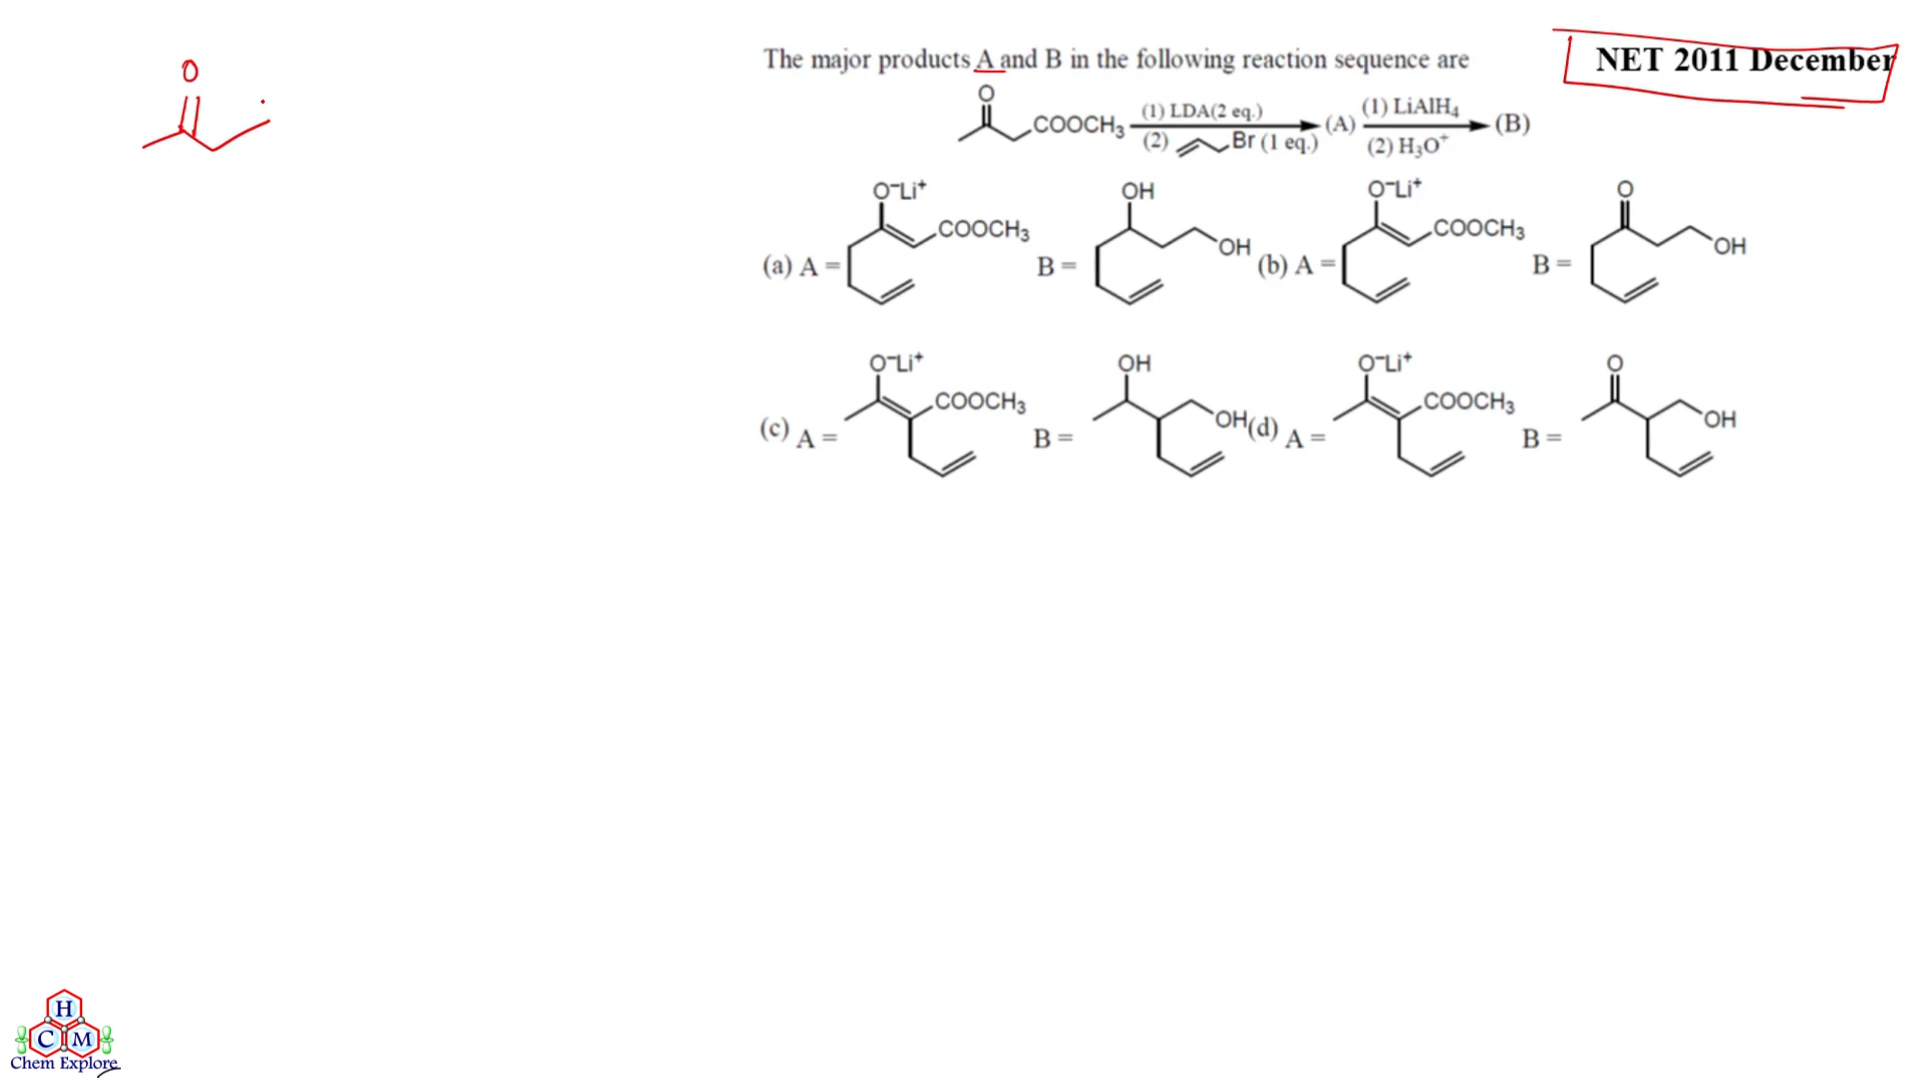 The major products A and B in the following reaction sequence are
NET 2011 December
O
O
COOCH3
(1) LDA(2 eq.)
(2) Br (1 eq.)
(A)
(1) LiAlH4
(2) H3O+
(B)
(a) A =
O-Li+
COOCH3
B =
OH
OH
(b) A =
O-Li+
COOCH3
B =
O
OH
(c) A =
O-Li+
COOCH3
B =
OH
OH
(d) A =
O-Li+
COOCH3
B =
O
OH
H
C M
Chem Explore